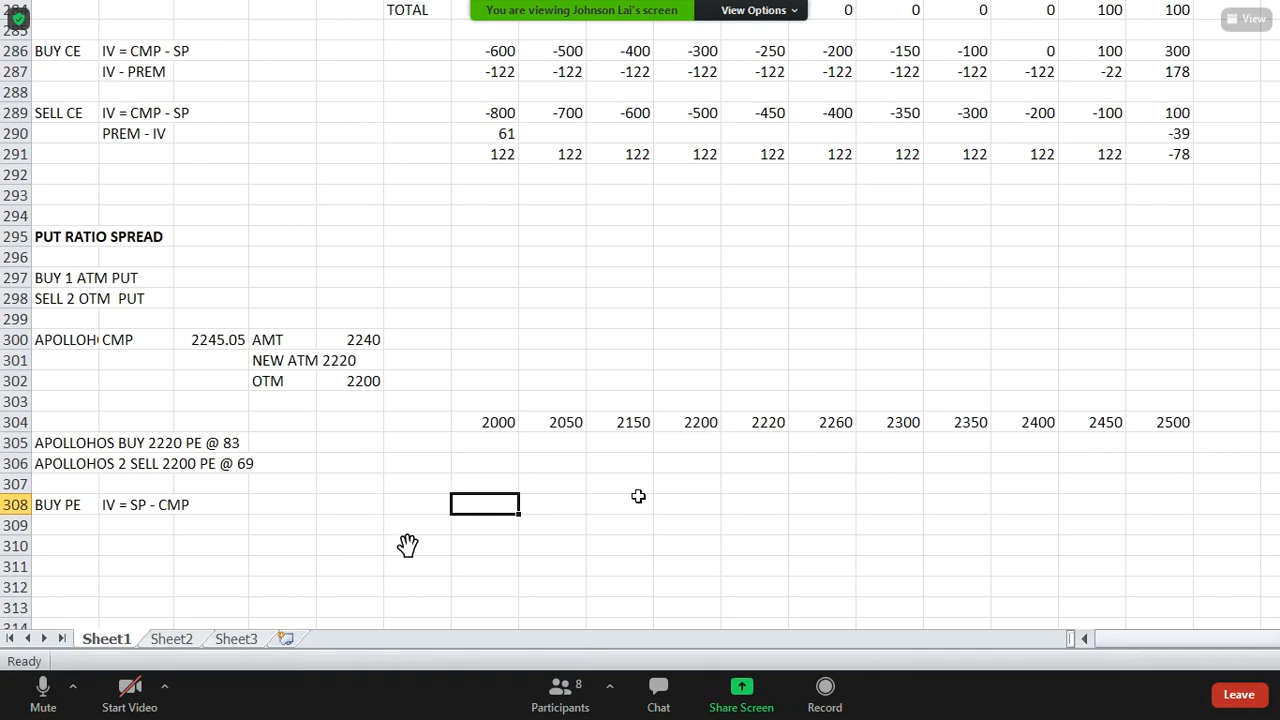 You are viewing Johnson Lai's screen View Options
View
284 TOTAL 0 0 0 0 100 100
285
286 BUY CE IV = CMP - SP -600 -500 -400 -300 -250 -200 -150 -100 0 100 300
287 IV - PREM -122 -122 -122 -122 -122 -122 -122 -122 -122 -22 178
288
289 SELL CE IV = CMP - SP -800 -700 -600 -500 -450 -400 -350 -300 -200 -100 100
290 PREM - IV 61 -39
291 122 122 122 122 122 122 122 122 122 122 -78
292
293
294
295 PUT RATIO SPREAD
296
297 BUY 1 ATM PUT
298 SELL 2 OTM PUT
299
300 APOLLOH CMP 2245.05 AMT 2240
301 NEW ATM 2220
302 OTM 2200
303
304 2000 2050 2150 2200 2220 2260 2300 2350 2400 2450 2500
305 APOLLOHOS BUY 2220 PE @ 83
306 APOLLOHOS 2 SELL 2200 PE @ 69
307
308 BUY PE IV = SP - CMP
309
310
311
312
313
314
Sheet1 Sheet2 Sheet3
Ready
Mute Start Video Participants 8 Chat Share Screen Record Leave